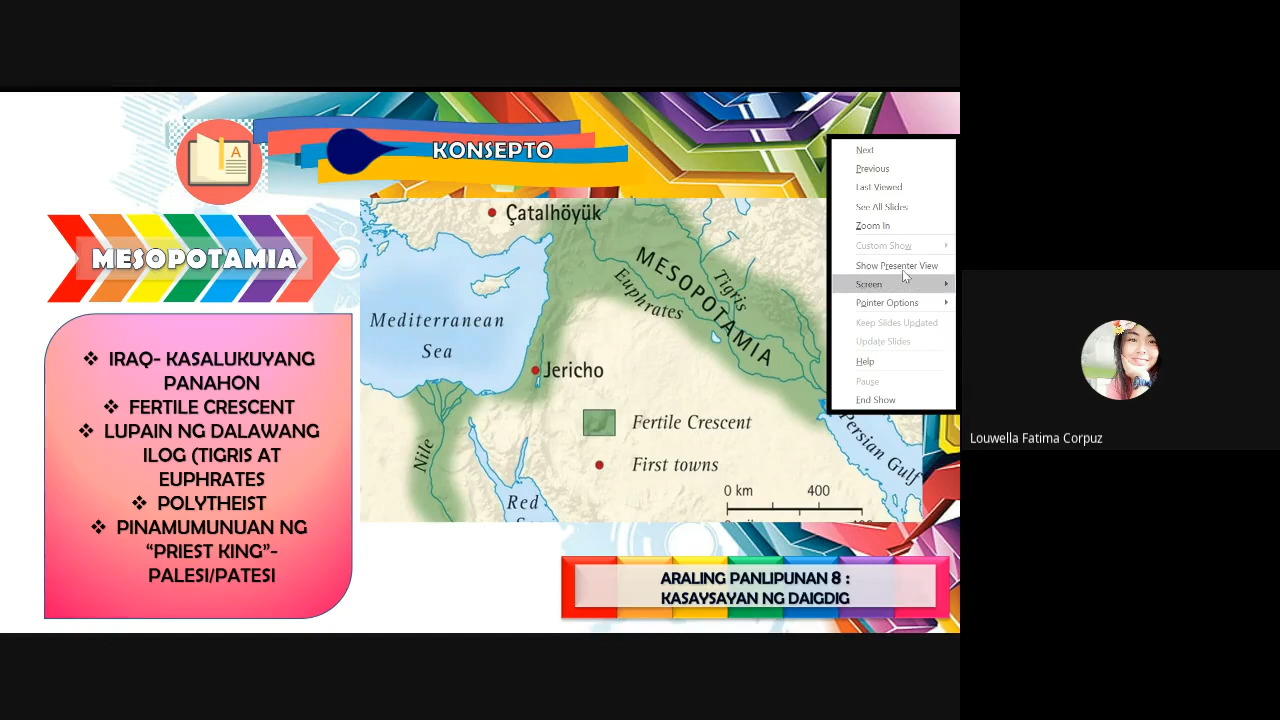 KONSEPTO
MESOPOTAMIA
❖ IRAQ- KASALUKUYANG
PANAHON
❖ FERTILE CRESCENT
❖ LUPAIN NG DALAWANG
ILOG (TIGRIS AT
EUPHRATES
❖ POLYTHEIST
❖ PINAMUMUNUAN NG
“PRIEST KING”-
PALESI/PATESI
Çatalhöyük
MESOPOTAMIA
Tigris
Euphrates
Mediterranean
Sea
Jericho
Nile
Fertile Crescent
First towns
Persian Gulf
Red
0 km 400
ARALING PANLIPUNAN 8 :
KASAYSAYAN NG DAIGDIG
Next
Previous
Last Viewed
See All Slides
Zoom In
Custom Show
Show Presenter View
Screen
Pointer Options
Keep Slides Updated
Update Slides
Help
Pause
End Show
A
Louwella Fatima Corpuz